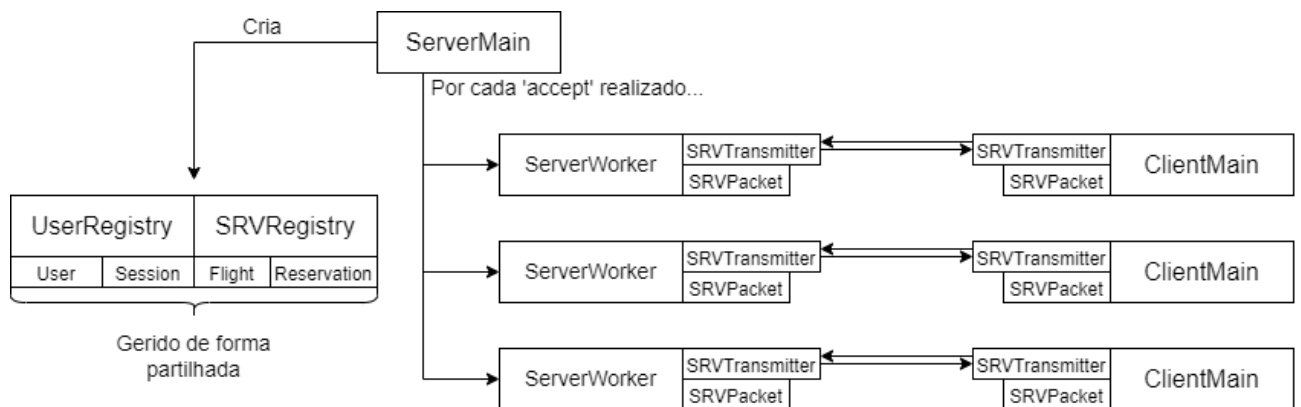 Cria
ServerMain
Por cada 'accept' realizado...
ServerWorker
SRVTransmitter
SRVPacket
SRVTransmitter
SRVPacket
ClientMain
UserRegistry
SRVRegistry
User
Session
Flight
Reservation
Gerido de forma
partilhada
ServerWorker
SRVTransmitter
SRVPacket
SRVTransmitter
SRVPacket
ClientMain
ServerWorker
SRVTransmitter
SRVPacket
SRVTransmitter
SRVPacket
ClientMain